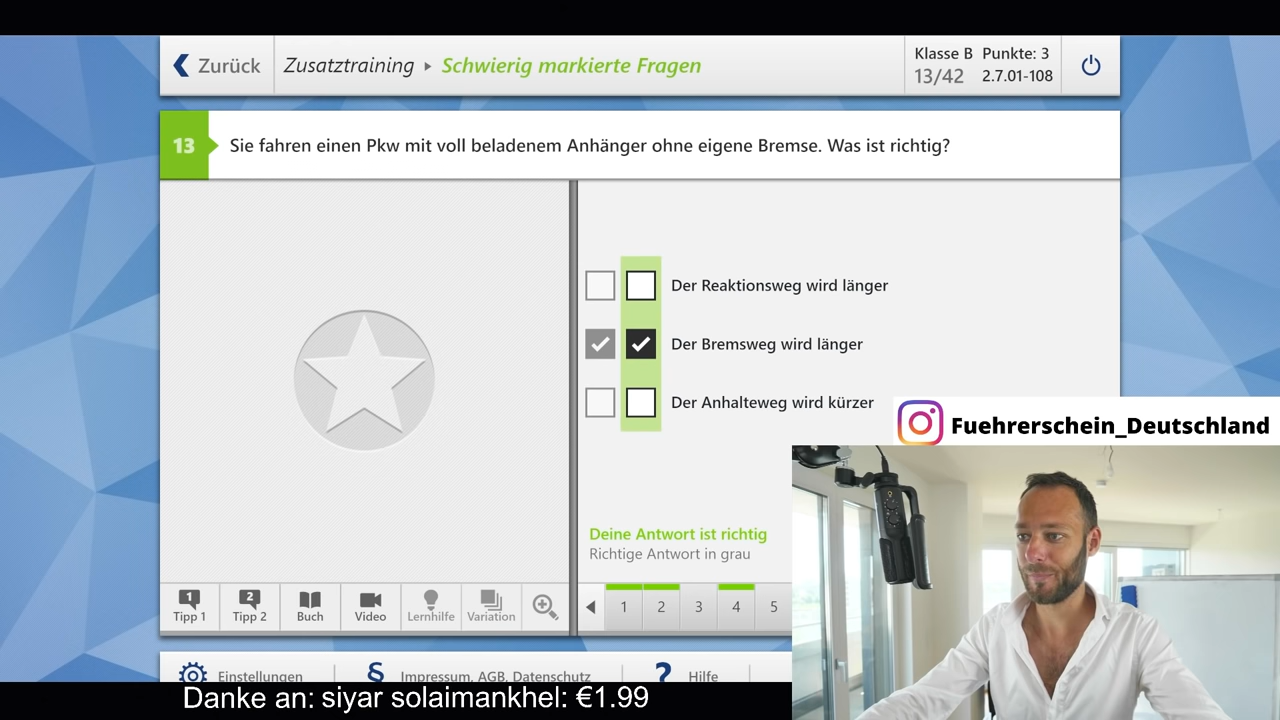 Zurück
Zusatztraining ▸ Schwierig markierte Fragen
Klasse B Punkte: 3
13/42 2.7.01-108
13 Sie fahren einen Pkw mit voll beladenem Anhänger ohne eigene Bremse. Was ist richtig?
Der Reaktionsweg wird länger
Der Bremsweg wird länger
Der Anhalteweg wird kürzer
Fuehrerschein_Deutschland
Deine Antwort ist richtig
Richtige Antwort in grau
1 2
Tipp 1 Tipp 2 Buch Video Lernhilfe Variation
1 2 3 4 5
Einstellungen § Impressum, AGB, Datenschutz ? Hilfe
Danke an: siyar solaimankhel: €1.99